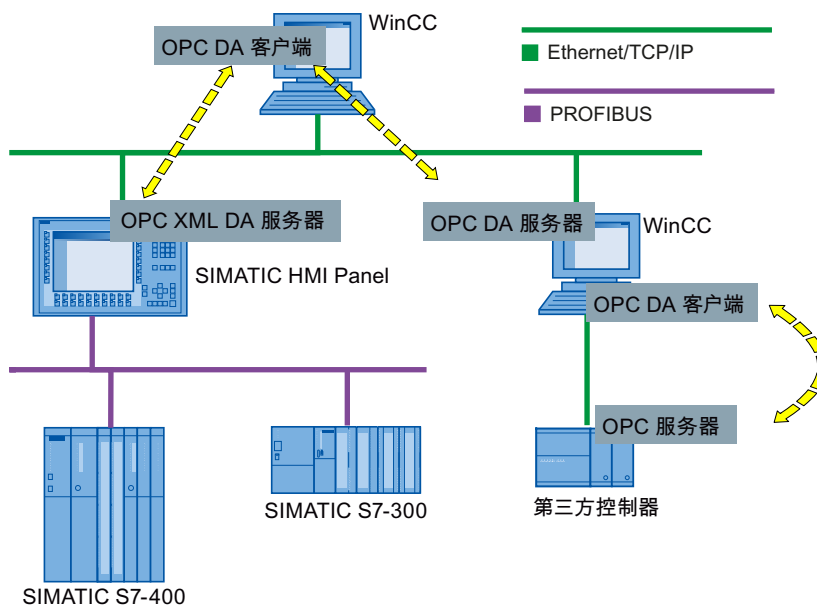 WinCC
OPC DA 客户端
Ethernet/TCP/IP
PROFIBUS
OPC XML DA 服务器
OPC DA 服务器
WinCC
SIMATIC HMI Panel
OPC DA 客户端
OPC 服务器
SIMATIC S7-300
第三方控制器
SIMATIC S7-400